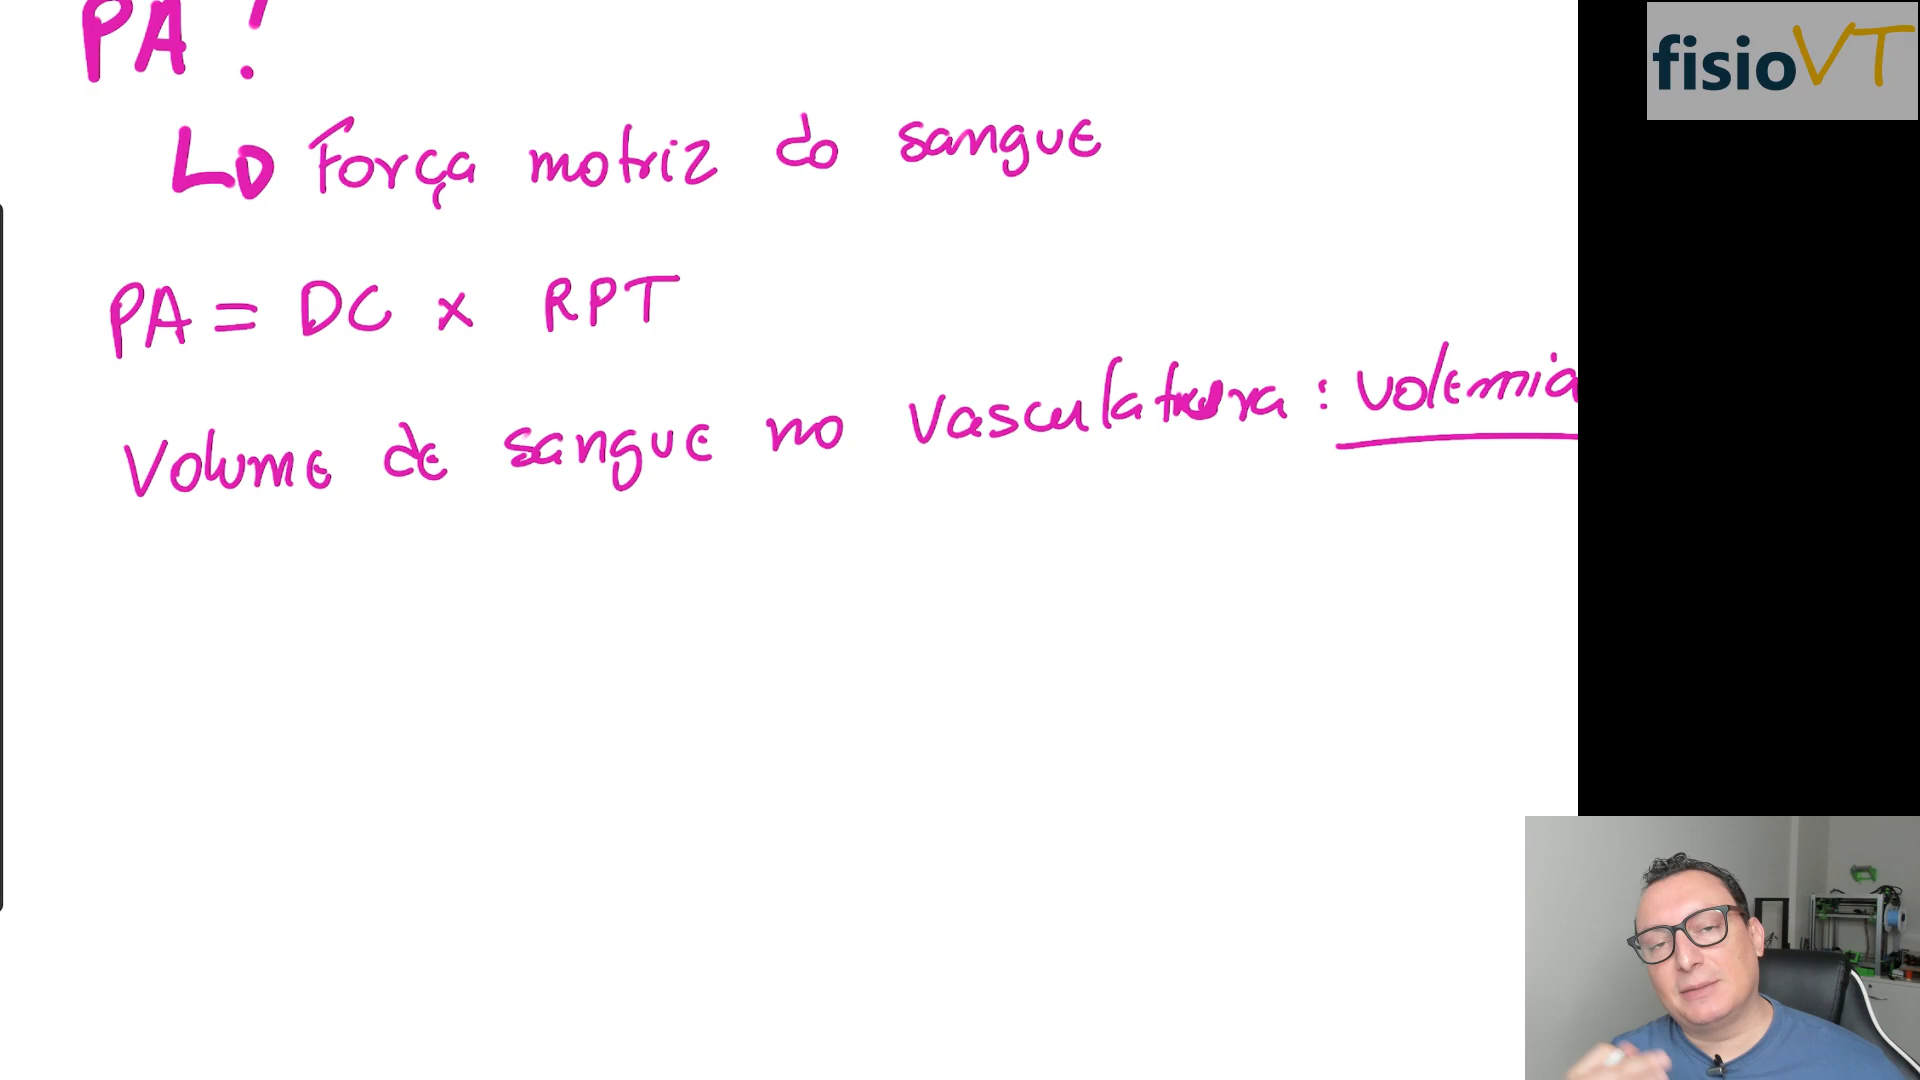 PA!
fisioVT
Força motriz do sangue
PA = DC x RPT
Volume de sangue no vasculatura : volemia